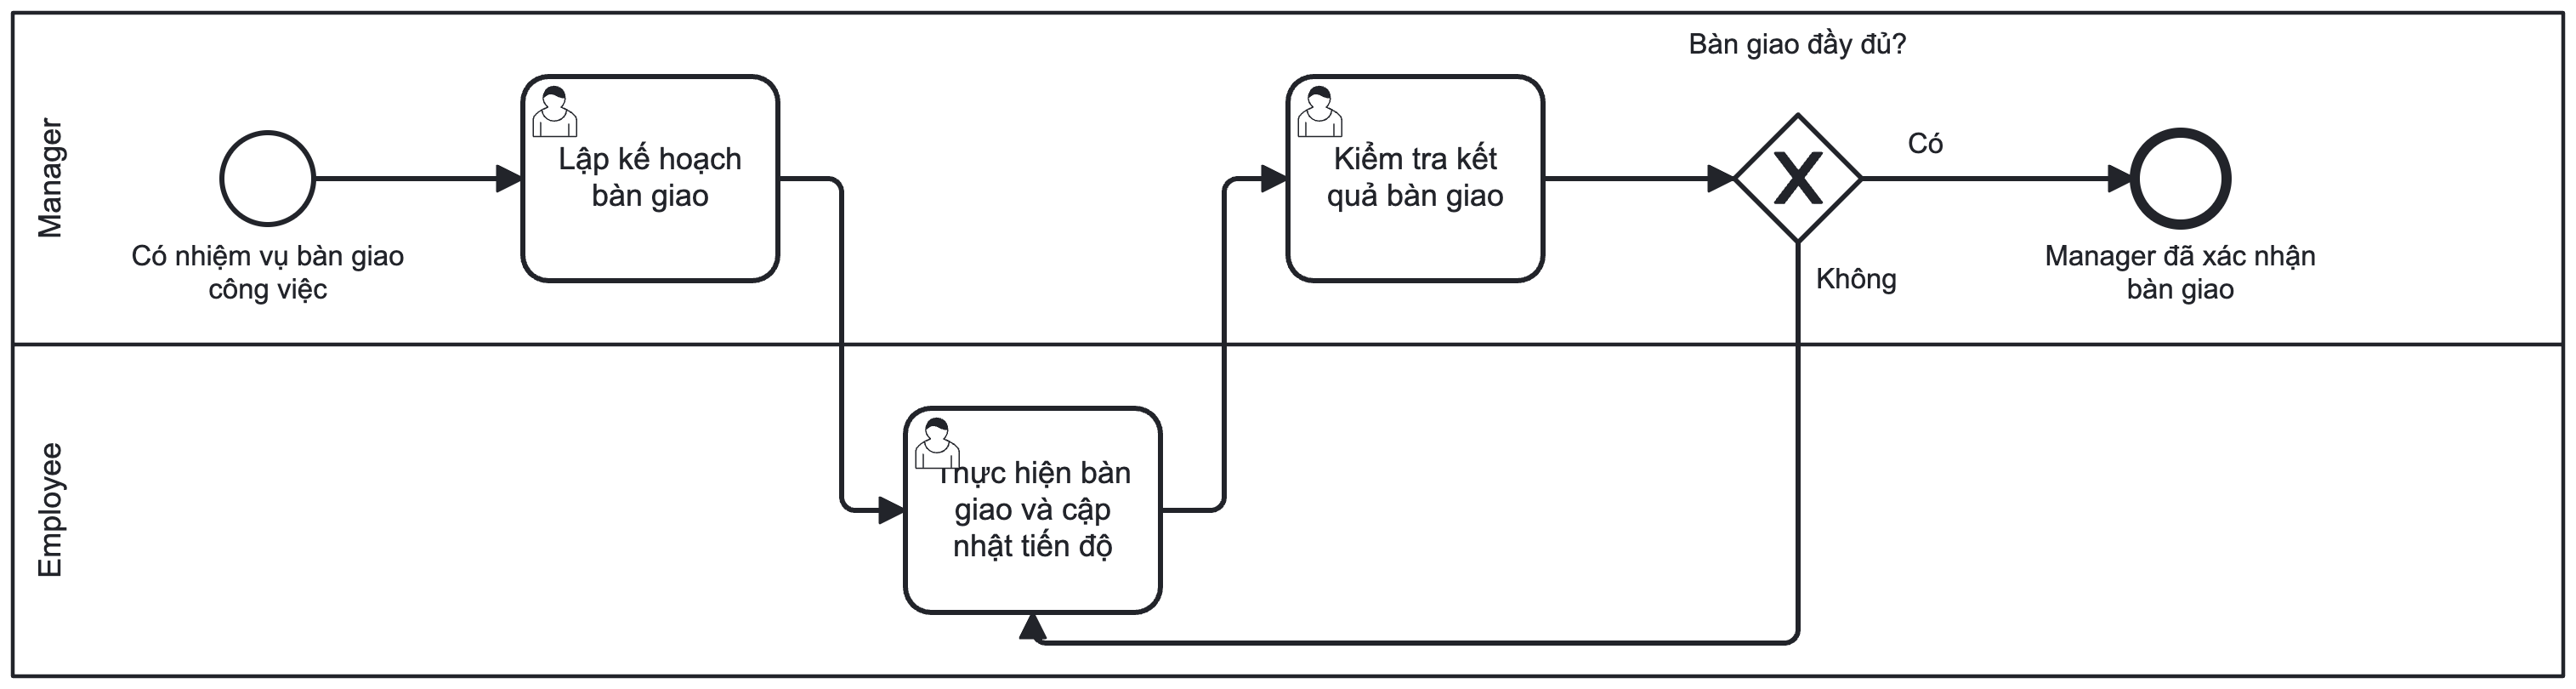 Manager
Có nhiệm vụ bàn giao
công việc
Lập kế hoạch
bàn giao
Kiểm tra kết
quả bàn giao
Bàn giao đầy đủ?
X
Có
Không
Manager đã xác nhận
bàn giao
Employee
Thực hiện bàn
giao và cập
nhật tiến độ